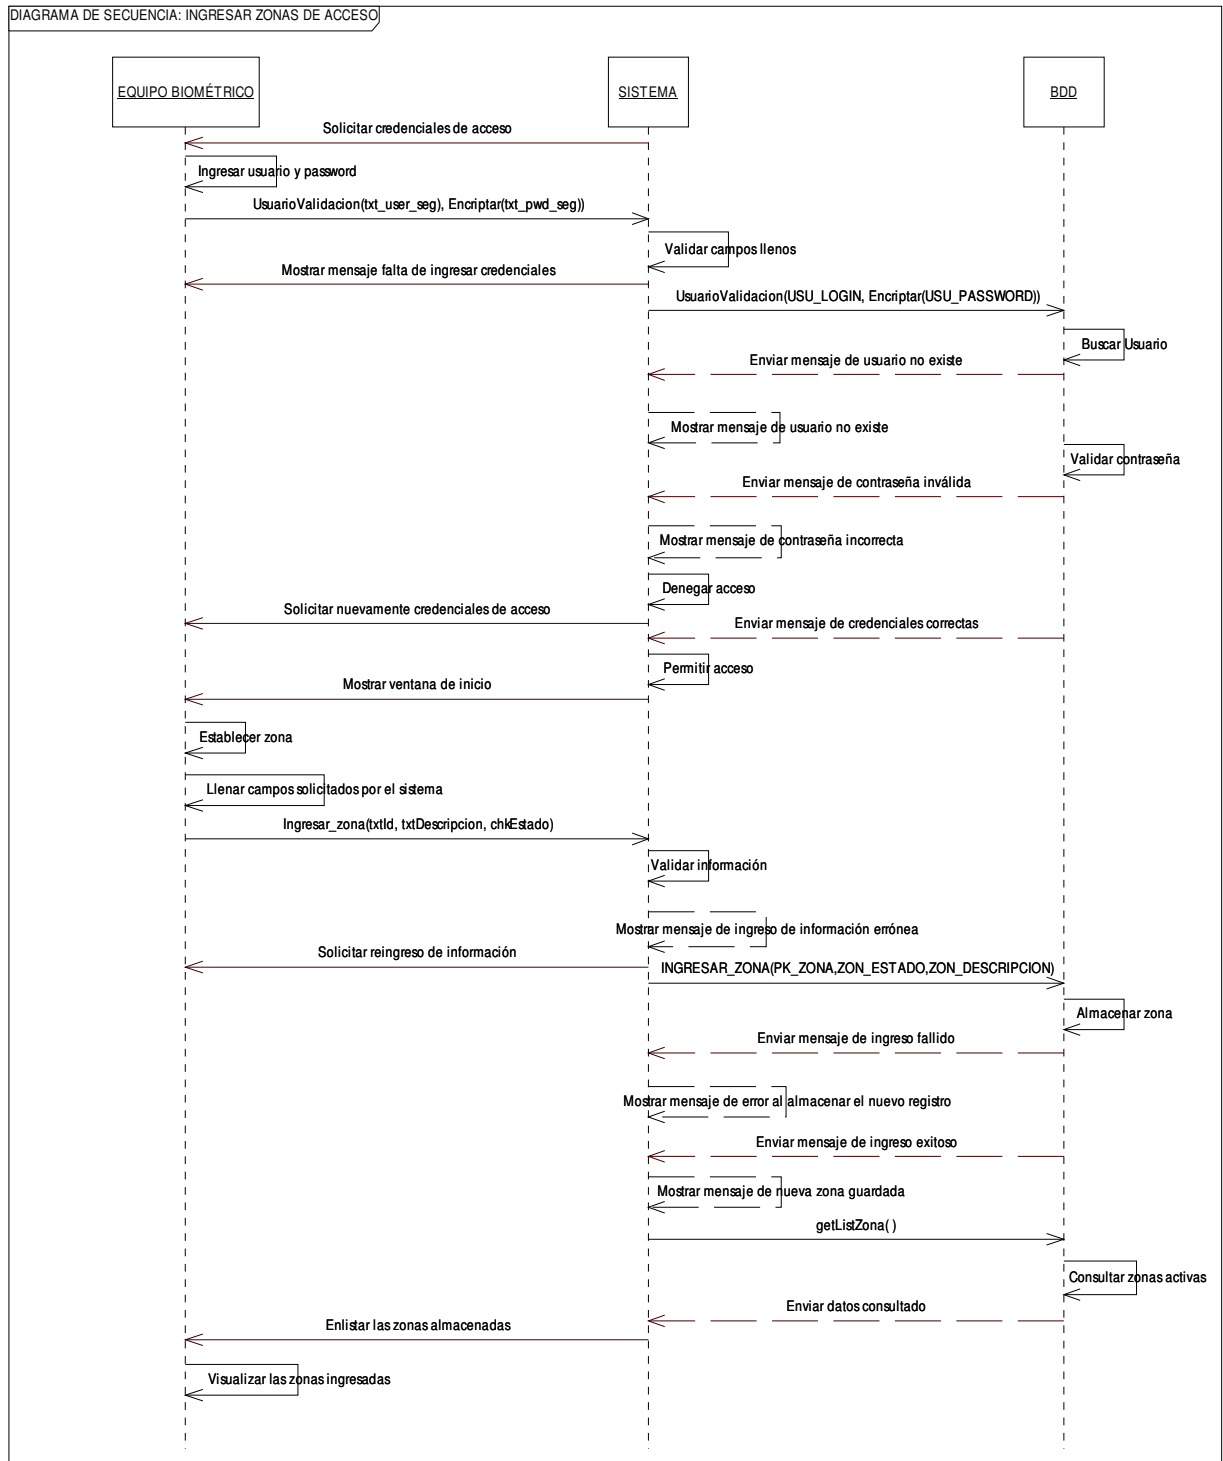 DIAGRAMA DE SECUENCIA: INGRESAR ZONAS DE ACCESO
EQUIPO BIOMÉTRICO
SISTEMA
BDD
Solicitar credenciales de acceso
Ingresar usuario y password
UsuarioValidacion(txt_user_seg), Encriptar(txt_pwd_seg))
Validar campos llenos
Mostrar mensaje falta de ingresar credenciales
UsuarioValidacion(USU_LOGIN, Encriptar(USU_PASSWORD))
Buscar Usuario
Enviar mensaje de usuario no existe
Mostrar mensaje de usuario no existe
Validar contraseña
Enviar mensaje de contraseña inválida
Mostrar mensaje de contraseña incorrecta
Denegar acceso
Solicitar nuevamente credenciales de acceso
Enviar mensaje de credenciales correctas
Permitir acceso
Mostrar ventana de inicio
Establecer zona
Llenar campos solicitados por el sistema
Ingresar_zona(txtId, txtDescripcion, chkEstado)
Validar información
Mostrar mensaje de ingreso de información errónea
Solicitar reingreso de información
INGRESAR_ZONA(PK_ZONA,ZON_ESTADO,ZON_DESCRIPCION)
Almacenar zona
Enviar mensaje de ingreso fallido
Mostrar mensaje de error al almacenar el nuevo registro
Enviar mensaje de ingreso exitoso
Mostrar mensaje de nueva zona guardada
getListZona( )
Consultar zonas activas
Enviar datos consultado
Enlistar las zonas almacenadas
Visualizar las zonas ingresadas